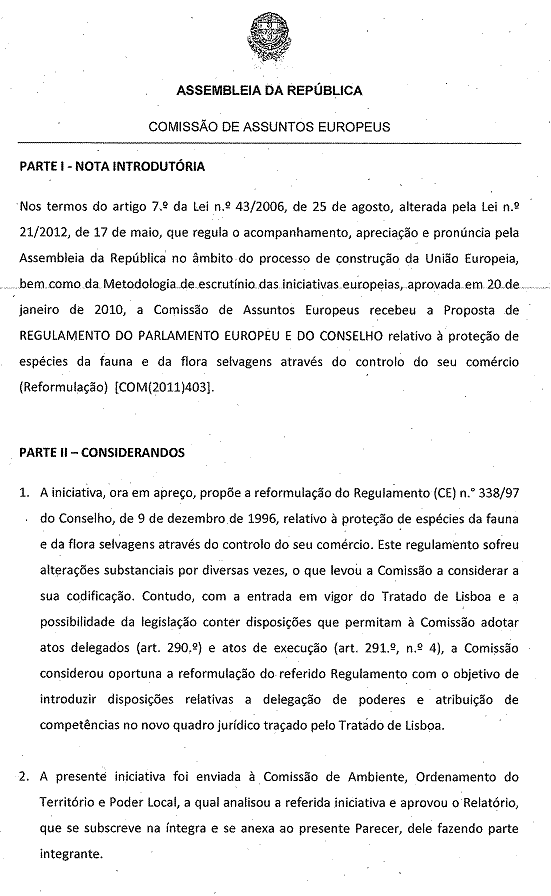 ASSEMBLEIA DA REPÚBLICA
COMISSÃO DE ASSUNTOS EUROPEUS
PARTE I - NOTA INTRODUTÓRIA
Nos termos do artigo 7.º da Lei n.º 43/2006, de 25 de agosto, alterada pela Lei n.º
21/2012, de 17 de maio, que regula o acompanhamento, apreciação e pronúncia pela
Assembleia da República no âmbito do processo de construção da União Europeia,
bem como da Metodologia de escrutínio das iniciativas europeias, aprovada em 20 de
janeiro de 2010, a Comissão de Assuntos Europeus recebeu a Proposta de
REGULAMENTO DO PARLAMENTO EUROPEU E DO CONSELHO relativo à proteção de
espécies da fauna e da flora selvagens através do controlo do seu comércio
(Reformulação) [COM(2011)403].
PARTE II – CONSIDERANDOS
1. A iniciativa, ora em apreço, propõe a reformulação do Regulamento (CE) n.° 338/97
do Conselho, de 9 de dezembro de 1996, relativo à proteção de espécies da fauna
e da flora selvagens através do controlo do seu comércio. Este regulamento sofreu
alterações substanciais por diversas vezes, o que levou a Comissão a considerar a
sua codificação. Contudo, com a entrada em vigor do Tratado de Lisboa e a
possibilidade da legislação conter disposições que permitam à Comissão adotar
atos delegados (art. 290.º) e atos de execução (art. 291.º, n.º 4), a Comissão
considerou oportuna a reformulação do referido Regulamento com o objetivo de
introduzir disposições relativas a delegação de poderes e atribuição de
competências no novo quadro jurídico traçado pelo Tratado de Lisboa.
2. A presente iniciativa foi enviada à Comissão de Ambiente, Ordenamento do
Território e Poder Local, a qual analisou a referida iniciativa e aprovou o Relatório,
que se subscreve na íntegra e se anexa ao presente Parecer, dele fazendo parte
integrante.